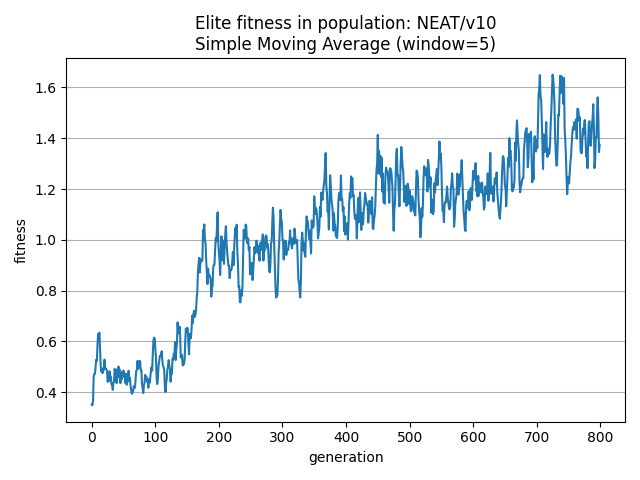 Elite fitness in population: NEAT/v10
Simple Moving Average (window=5)
1.6
1.4
1.2
1.0
0.8
0.6
0.4
fitness
0 100 200 300 400 500 600 700 800
generation